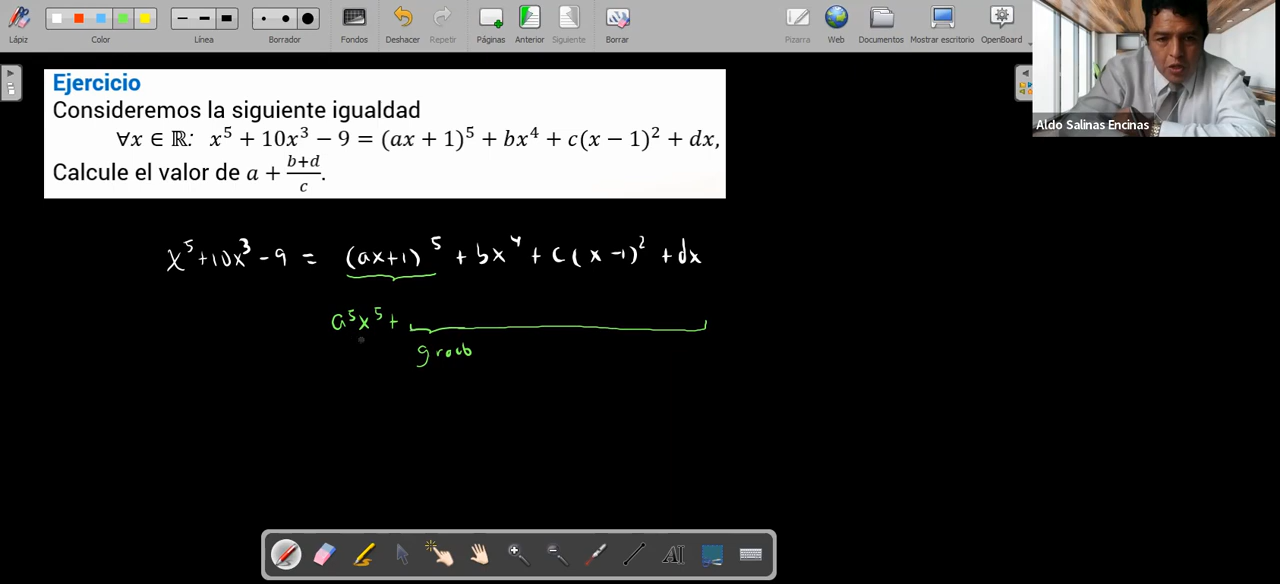 Lápiz Color Línea Borrador Fondos Deshacer Repetir Páginas Anterior Siguiente Borrar Pizarra Web Documentos Mostrar escritorio OpenBoard
Ejercicio
Consideremos la siguiente igualdad
∀x ∈ ℝ: x⁵ + 10x³ − 9 = (ax + 1)⁵ + bx⁴ + c(x − 1)² + dx,
Calcule el valor de a + (b+d)/c.
Aldo Salinas Encinas
x⁵ + 10x³ - 9 = (ax+1)⁵ + bx⁴ + c(x-1)² + dx
a⁵x⁵ +
AI